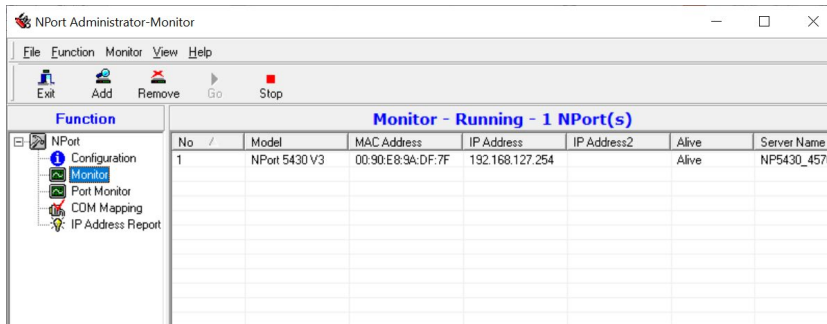 NPort Administrator-Monitor
File Function Monitor View Help
Exit Add Remove Go Stop
Function
Monitor - Running - 1 NPort(s)
NPort
Configuration
Monitor
Port Monitor
COM Mapping
IP Address Report
No / Model MAC Address IP Address IP Address2 Alive Server Name
1 NPort 5430 V3 00:90:E8:9A:DF:7F 192.168.127.254 Alive NP5430_457